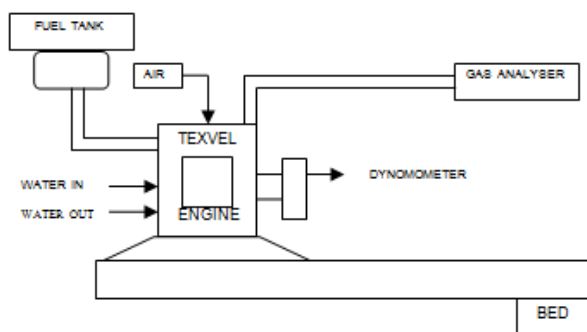 FUEL TANK
AIR
GAS ANALYSER
TEXVEL
DYNOMOMETER
WATER IN
WATER OUT
ENGINE
BED